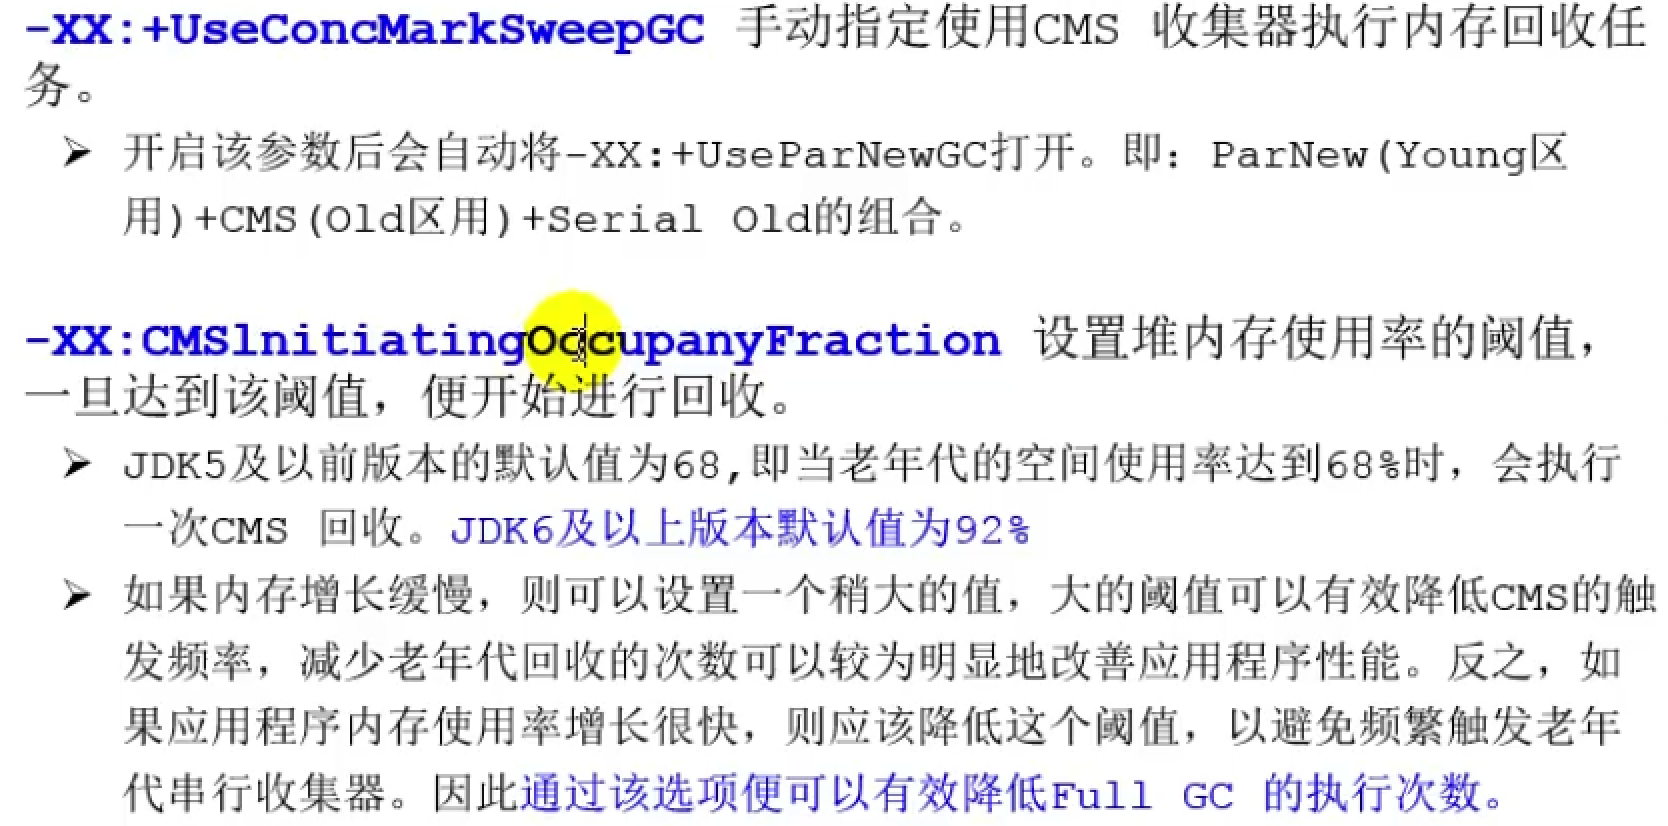 -XX:+UseConcMarkSweepGC 手动指定使用CMS 收集器执行内存回收任
务。
➢ 开启该参数后会自动将-XX:+UseParNewGC打开。即：ParNew(Young区
用)+CMS(Old区用)+Serial Old的组合。
-XX:CMSlnitiatingOccupanyFraction 设置堆内存使用率的阈值，
一旦达到该阈值，便开始进行回收。
➢ JDK5及以前版本的默认值为68,即当老年代的空间使用率达到68%时，会执行
一次CMS 回收。JDK6及以上版本默认值为92%
➢ 如果内存增长缓慢，则可以设置一个稍大的值，大的阈值可以有效降低CMS的触
发频率，减少老年代回收的次数可以较为明显地改善应用程序性能。反之，如
果应用程序内存使用率增长很快，则应该降低这个阈值，以避免频繁触发老年
代串行收集器。因此通过该选项便可以有效降低Full GC 的执行次数。